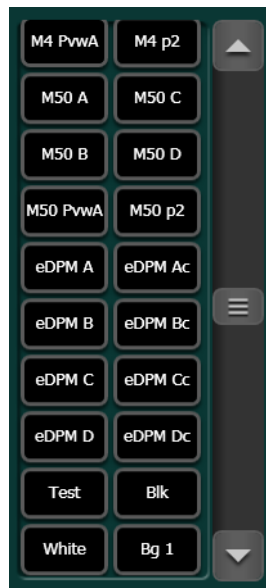 M4 PvwA M4 p2
M50 A M50 C
M50 B M50 D
M50 PvwA M50 p2
eDPM A eDPM Ac
eDPM B eDPM Bc
eDPM C eDPM Cc
eDPM D eDPM Dc
Test Blk
White Bg 1